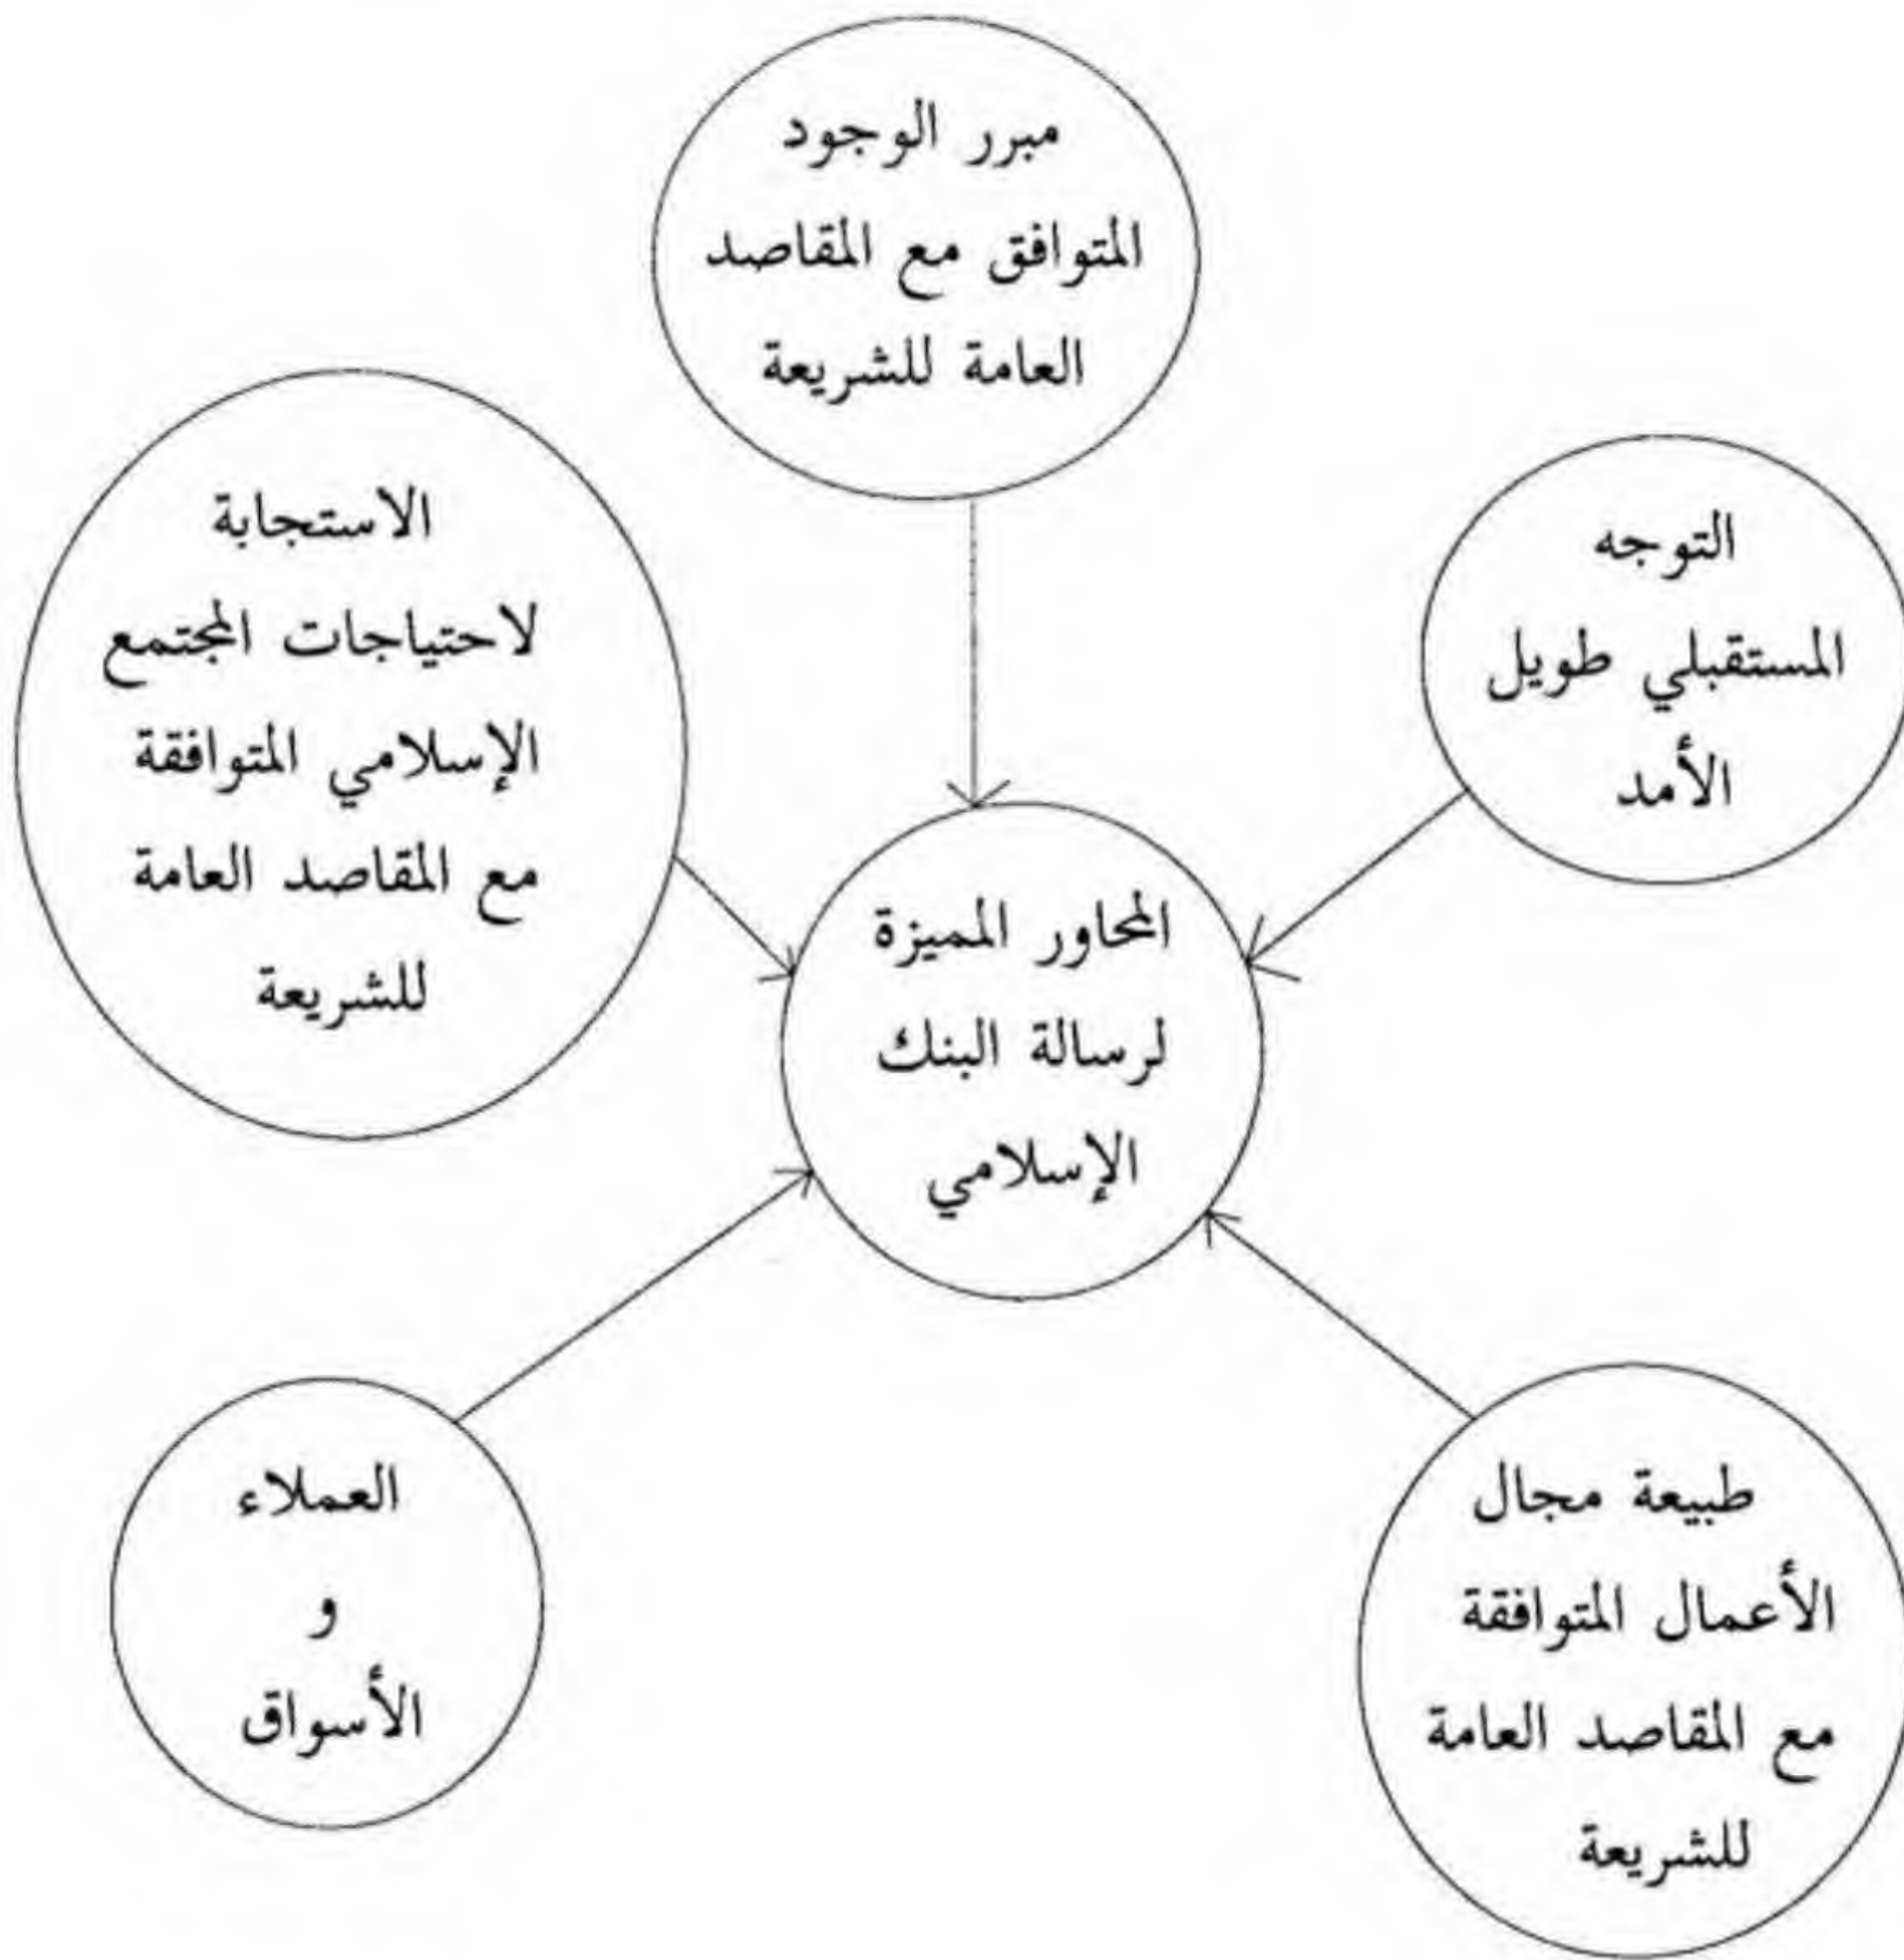 مبرر الوجود
المتوافق مع المقاصد
العامة للشريعة
التوجه
المستقبلي طويل
الأمد
الاستجابة
لاحتياجات المجتمع
الإسلامي المتوافقة
مع المقاصد العامة
للشريعة
المحاور المميزة
لرسالة البنك
الإسلامي
طبيعة مجال
الأعمال المتوافقة
مع المقاصد العامة
للشريعة
العملاء
و
الأسواق